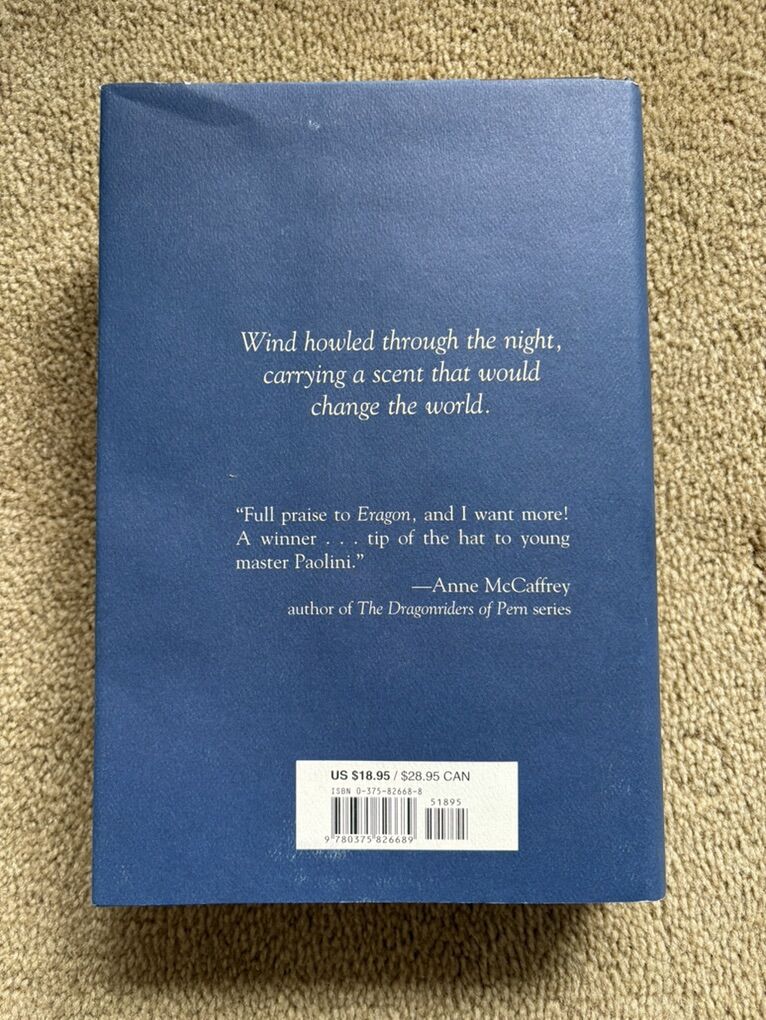 Wind howled through the night,
carrying a scent that would
change the world.
“Full praise to Eragon, and I want more!
A winner . . . tip of the hat to young
master Paolini.”
—Anne McCaffrey
author of The Dragonriders of Pern series
US $18.95 / $28.95 CAN
ISBN 0-375-82668-8
51895
9 780375 826689